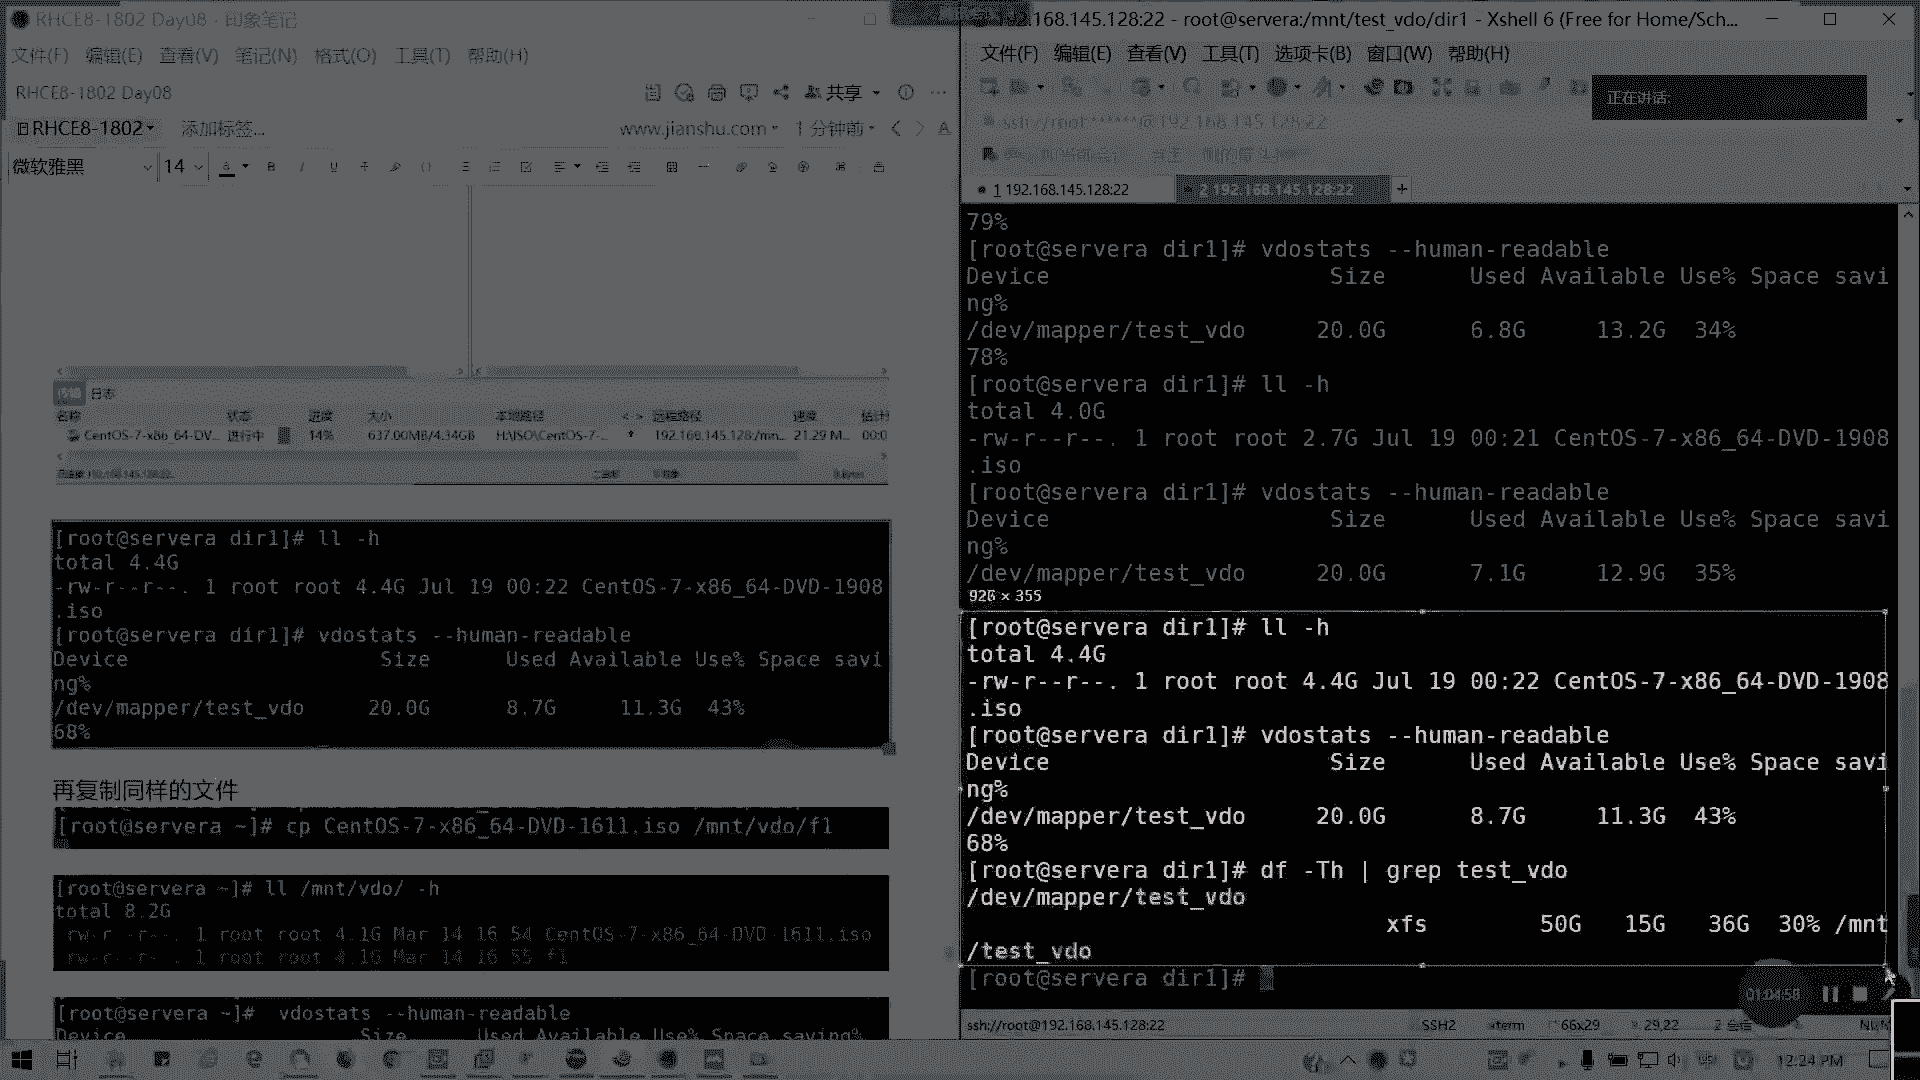 RHCE8-1802 Day08 - 印象笔记
文件(F) 编辑(E) 查看(V) 笔记(N) 格式(O) 工具(T) 帮助(H)
RHCE8-1802 Day08
共享
RHCE8-1802 添加标签...
www.jianshu.com 1 分钟前
微软雅黑 14
日志
名称 状态 进度 大小 本地路径 < - > 远程路径 速度
CentOS-7-x86_64-DV... 进行中 14% 637.00MB/4.34GB H:\ISO\CentOS-7-... 192.168.145.128:/mn... 21.29 M...
[root@servera dir1]# ll -h
total 4.4G
-rw-r--r--. 1 root root 4.4G Jul 19 00:22 CentOS-7-x86_64-DVD-1908
.iso
[root@servera dir1]# vdostats --human-readable
Device Size Used Available Use% Space savi
ng%
/dev/mapper/test_vdo 20.0G 8.7G 11.3G 43%
68%
再复制同样的文件
[root@servera ~]# cp CentOS-7-x86_64-DVD-1611.iso /mnt/vdo/f1
[root@servera ~]# ll /mnt/vdo/ -h
total 8.2G
-rw-r--r--. 1 root root 4.1G Mar 14 16 54 CentOS-7-x86_64-DVD-1611.iso
-rw-r--r--. 1 root root 4.1G Mar 14 16 55 f1
[root@servera ~]# vdostats --human-readable
Device Size Used Available Use% Space saving%
.168.145.128:22 - root@servera:/mnt/test_vdo/dir1 - Xshell 6 (Free for Home/Sch...
文件(F) 编辑(E) 查看(V) 工具(T) 选项卡(B) 窗口(W) 帮助(H)
正在讲话:
ssh://root:******@192.168.145.128:22
1 192.168.145.128:22
2 192.168.145.128:22
79%
[root@servera dir1]# vdostats --human-readable
Device Size Used Available Use% Space savi
ng%
/dev/mapper/test_vdo 20.0G 6.8G 13.2G 34%
78%
[root@servera dir1]# ll -h
total 4.0G
-rw-r--r--. 1 root root 2.7G Jul 19 00:21 CentOS-7-x86_64-DVD-1908
.iso
[root@servera dir1]# vdostats --human-readable
Device Size Used Available Use% Space savi
ng%
/dev/mapper/test_vdo 20.0G 7.1G 12.9G 35%
926 × 355
[root@servera dir1]# ll -h
total 4.4G
-rw-r--r--. 1 root root 4.4G Jul 19 00:22 CentOS-7-x86_64-DVD-1908
.iso
[root@servera dir1]# vdostats --human-readable
Device Size Used Available Use% Space savi
ng%
/dev/mapper/test_vdo 20.0G 8.7G 11.3G 43%
68%
[root@servera dir1]# df -Th | grep test_vdo
/dev/mapper/test_vdo
xfs 50G 15G 36G 30% /mnt
/test_vdo
[root@servera dir1]#
01:04:58
ssh://root@192.168.145.128:22 SSH2 xterm 66x29 29,22 2 会话
12:24 PM